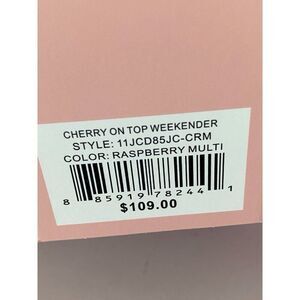 CHERRY ON TOP WEEKENDER
STYLE: 11JCD85JC-CRM
COLOR: RASPBERRY MULTI
8 85919 78244 1
$109.00